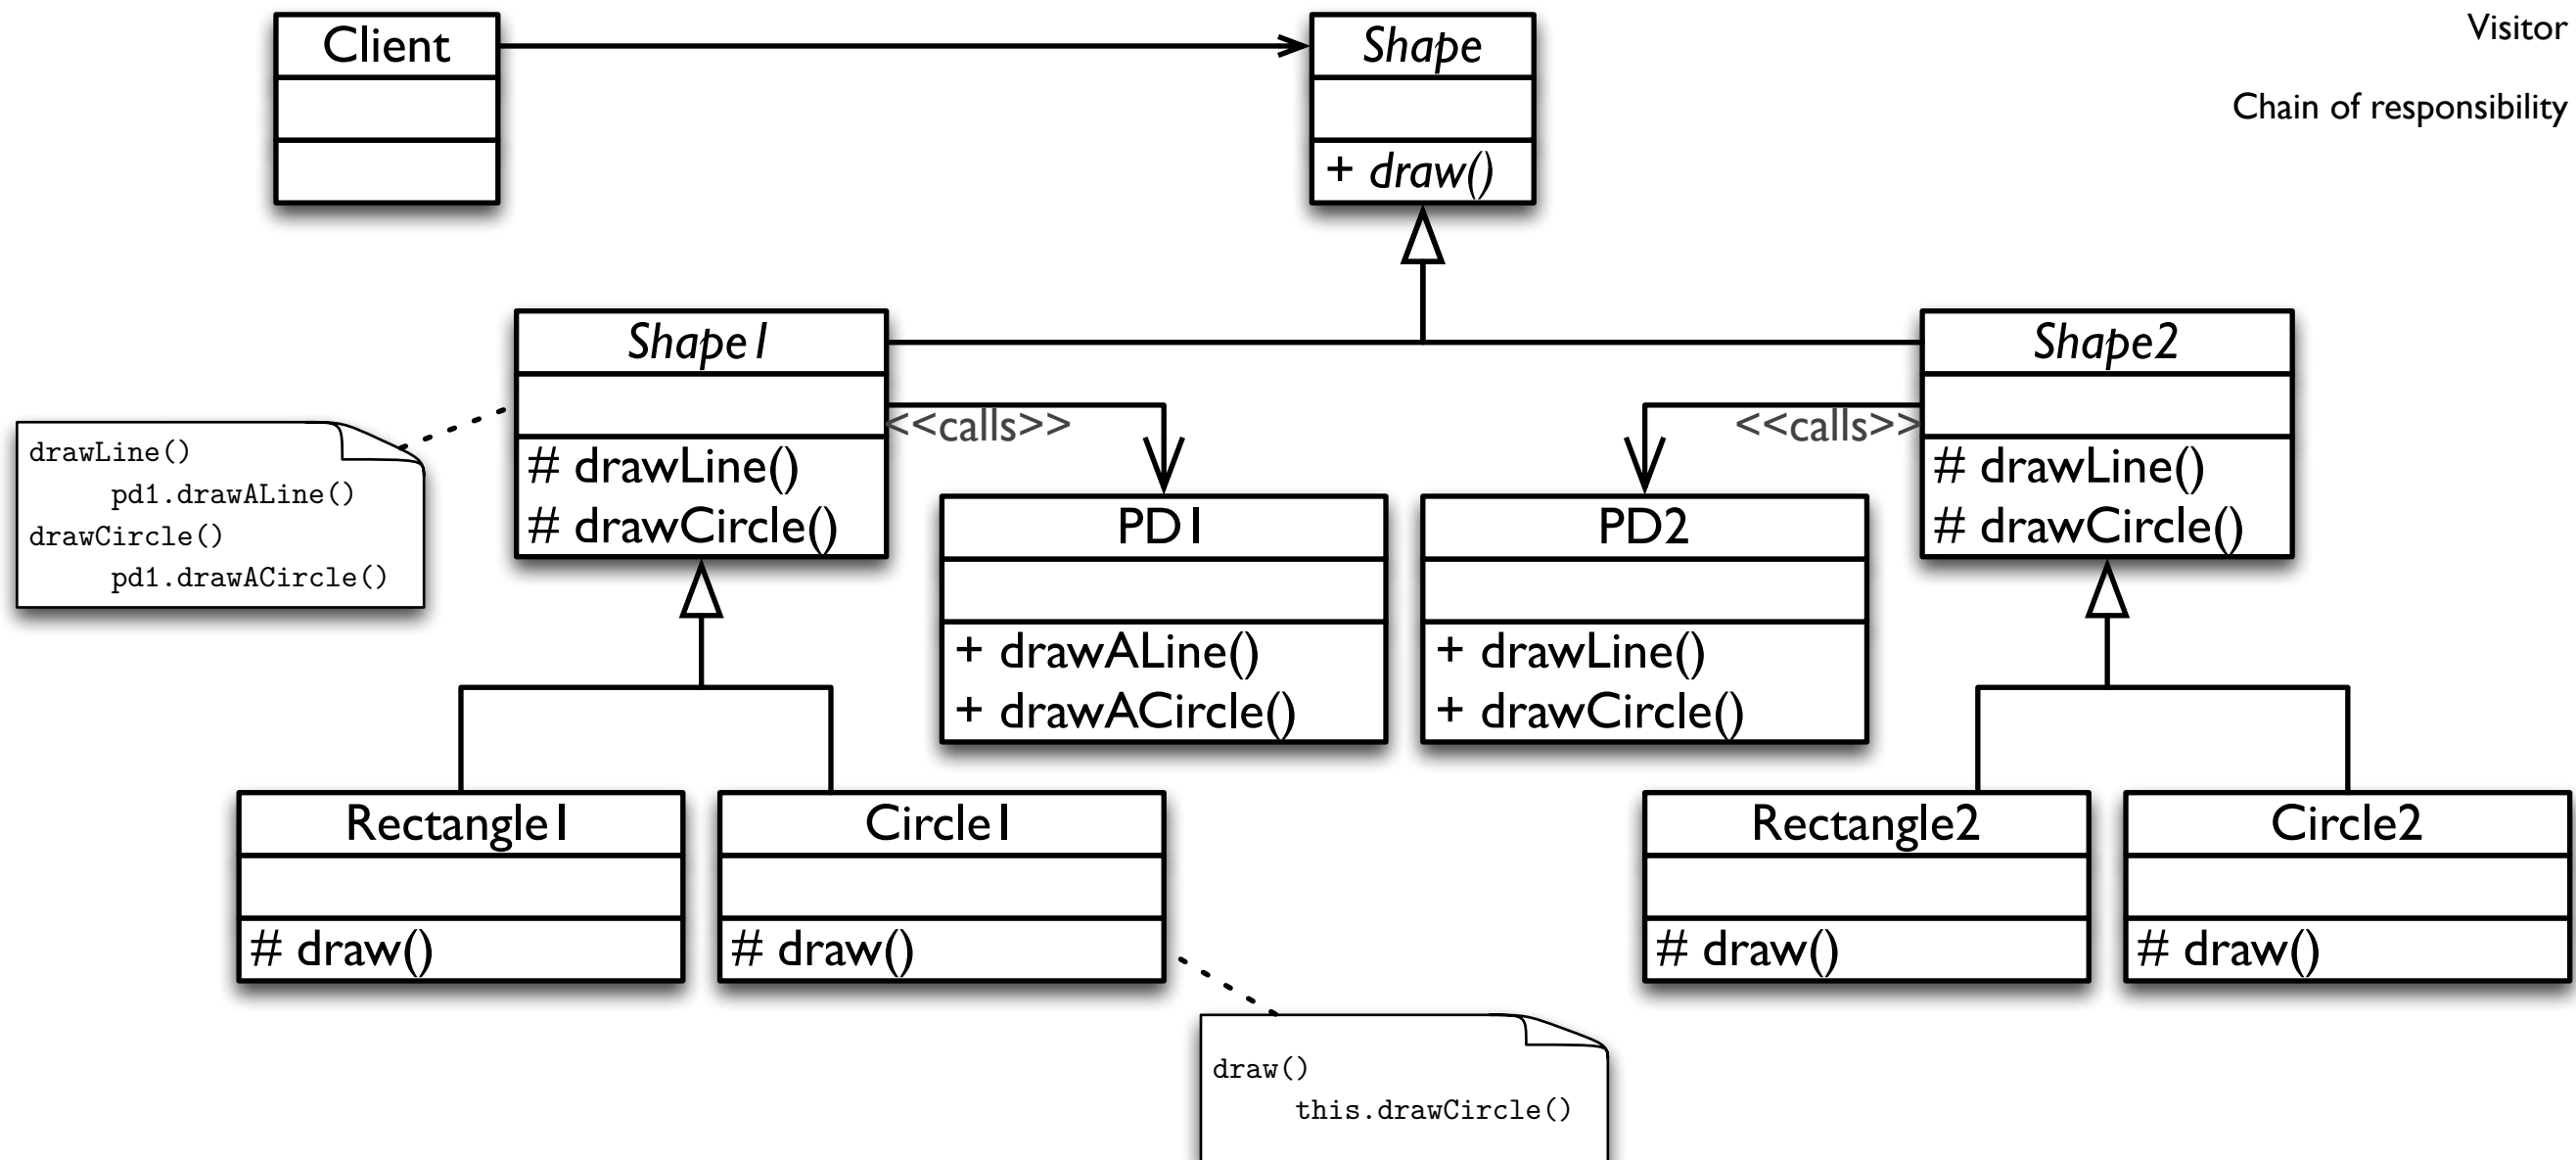 Client
Shape
+ draw()
Visitor
Chain of responsibility
Shape1
# drawLine()
# drawCircle()
<<calls>>
<<calls>>
Shape2
# drawLine()
# drawCircle()
drawLine()
pd1.drawALine()
drawCircle()
pd1.drawACircle()
PD1
+ drawALine()
+ drawACircle()
PD2
+ drawLine()
+ drawCircle()
Rectangle1
# draw()
Circle1
# draw()
Rectangle2
# draw()
Circle2
# draw()
draw()
this.drawCircle()